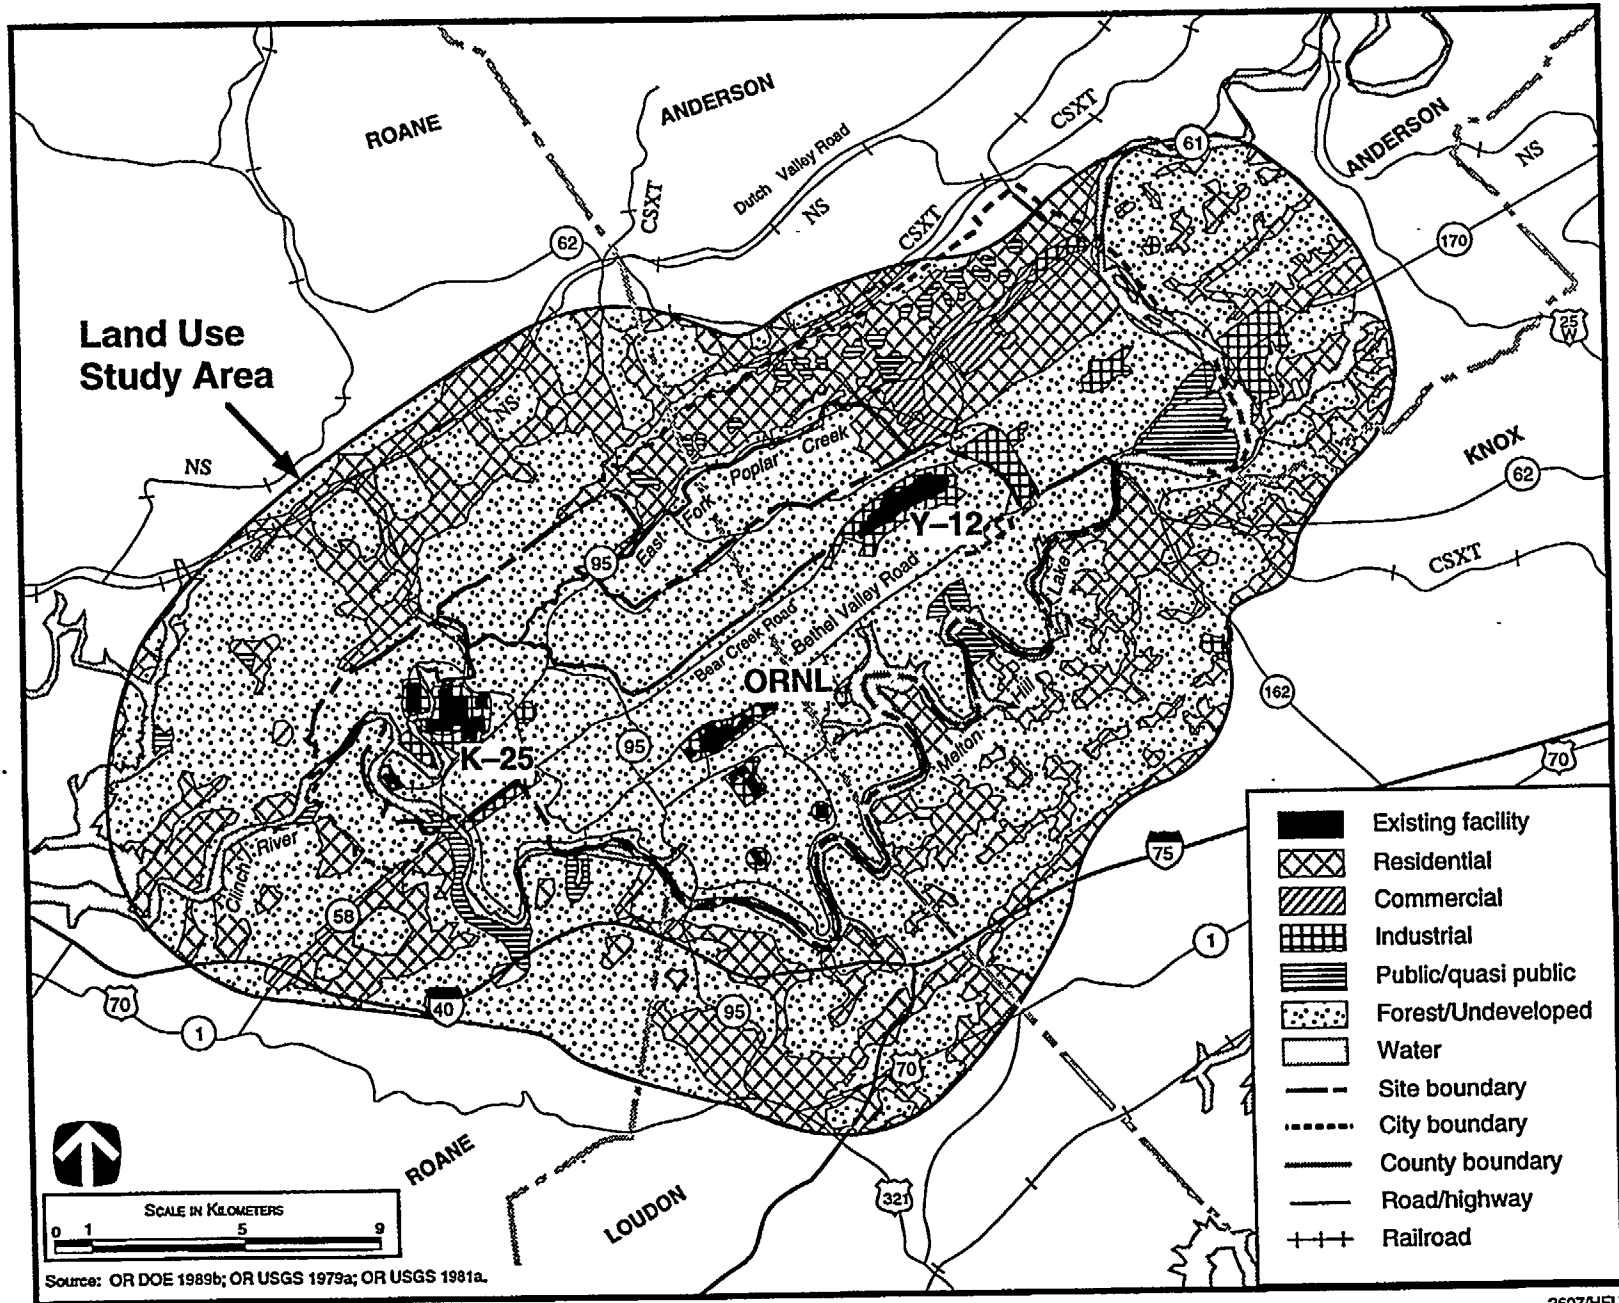 ROANE
ANDERSON
CSXT
61
ANDERSON
NS
Dutch Valley Road
NS
CSXT
CSXT
62
170
25
W
Land Use
Study Area
NS
NS
KNOX
62
CSXT
East Fork Poplar Creek
95
Y–12
Bear Creek Road
Bethel Valley Road
ORNL
Melton Hill Lake
162
K–25
95
70
75
Clinch River
58
1
70
1
40
95
70
321
ROANE
LOUDON
Existing facility
Residential
Commercial
Industrial
Public/quasi public
Forest/Undeveloped
Water
Site boundary
City boundary
County boundary
Road/highway
Railroad
SCALE IN KILOMETERS
0 1 5 9
Source: OR DOE 1989b; OR USGS 1979a; OR USGS 1981a.